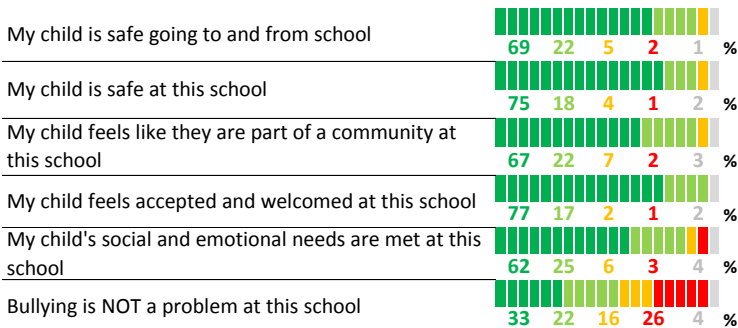 My child is safe going to and from school
69 22 5 2 1 %
My child is safe at this school
75 18 4 1 2 %
My child feels like they are part of a community at
this school
67 22 7 2 3 %
My child feels accepted and welcomed at this school
77 17 2 1 2 %
My child's social and emotional needs are met at this
school
62 25 6 3 4 %
Bullying is NOT a problem at this school
33 22 16 26 4 %